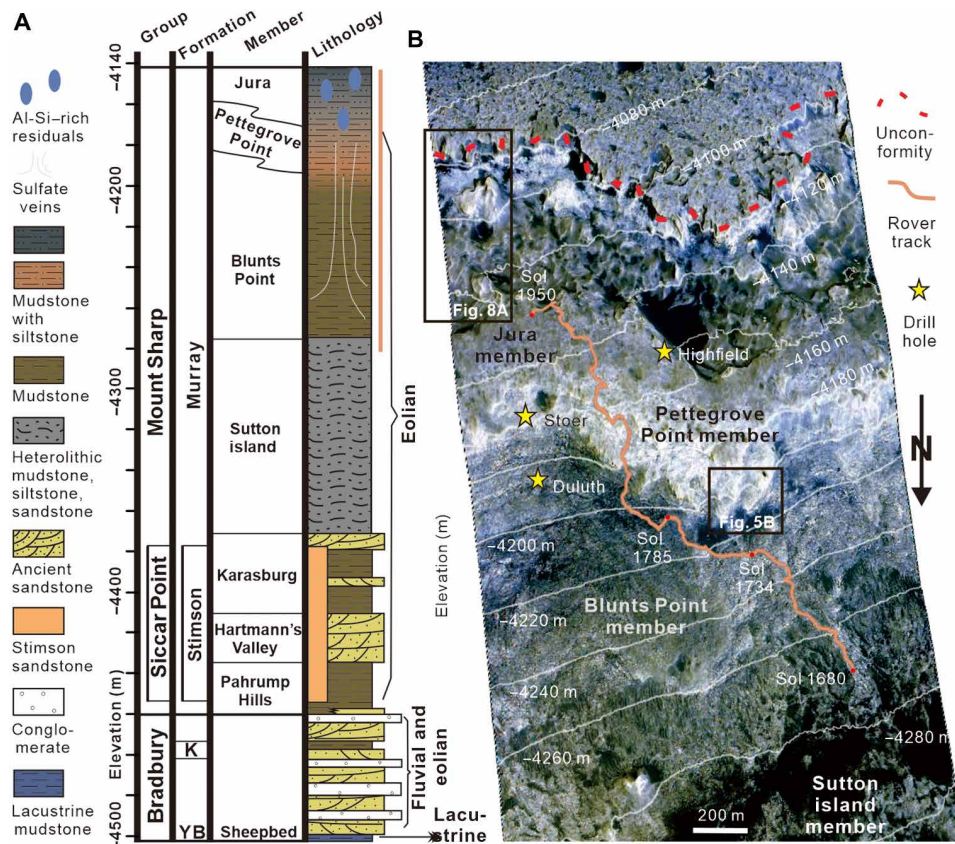 A
Group
Formation
Member
Lithology
Al-Si–rich
residuals
Sulfate
veins
Mudstone
with
siltstone
Mudstone
Heterolithic
mudstone,
siltstone,
sandstone
Ancient
sandstone
Stimson
sandstone
Conglo-
merate
Lacustrine
mudstone
Elevation (m)
–4140
–4200
–4300
–4400
–4500
Mount Sharp
Siccar Point
Bradbury
Murray
Stimson
K
YB
Jura
Pettegrove
Point
Blunts
Point
Sutton
island
Karasburg
Hartmann's
Valley
Pahrump
Hills
Sheepbed
Eolian
Fluvial and
eolian
Lacu-
strine
B
Elevation (m)
–4080 m
–4100 m
–4120 m
–4140 m
–4160 m
–4180 m
–4200 m
–4220 m
–4240 m
–4260 m
–4280 m
Sol
1950
Fig. 8A
Jura
member
Highfield
Pettegrove
Point member
Stoer
Duluth
Fig. 5B
Sol
1785
Sol
1734
Blunts Point
member
Sol 1680
Sutton
island
member
200 m
Uncon-
formity
Rover
track
Drill
hole
N